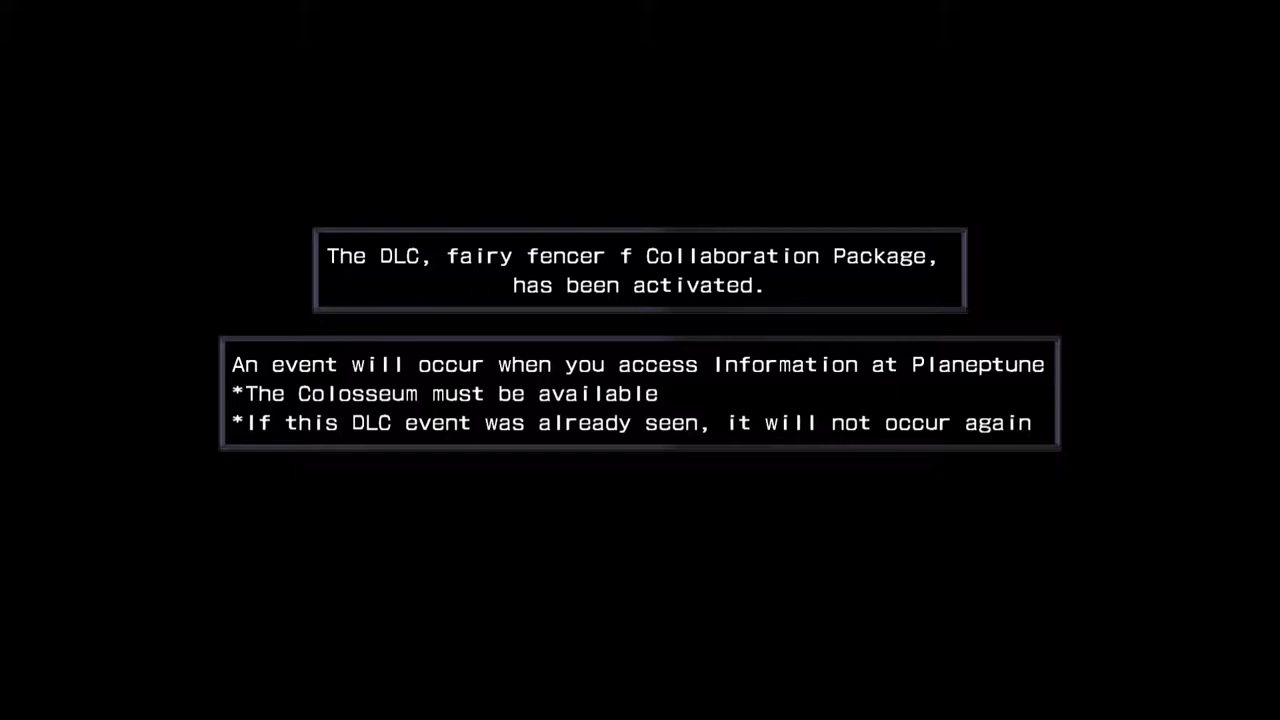 The DLC, fairy fencer f Collaboration Package,
has been activated.
An event will occur when you access Information at Planeptune
*The Colosseum must be available
*If this DLC event was already seen, it will not occur again